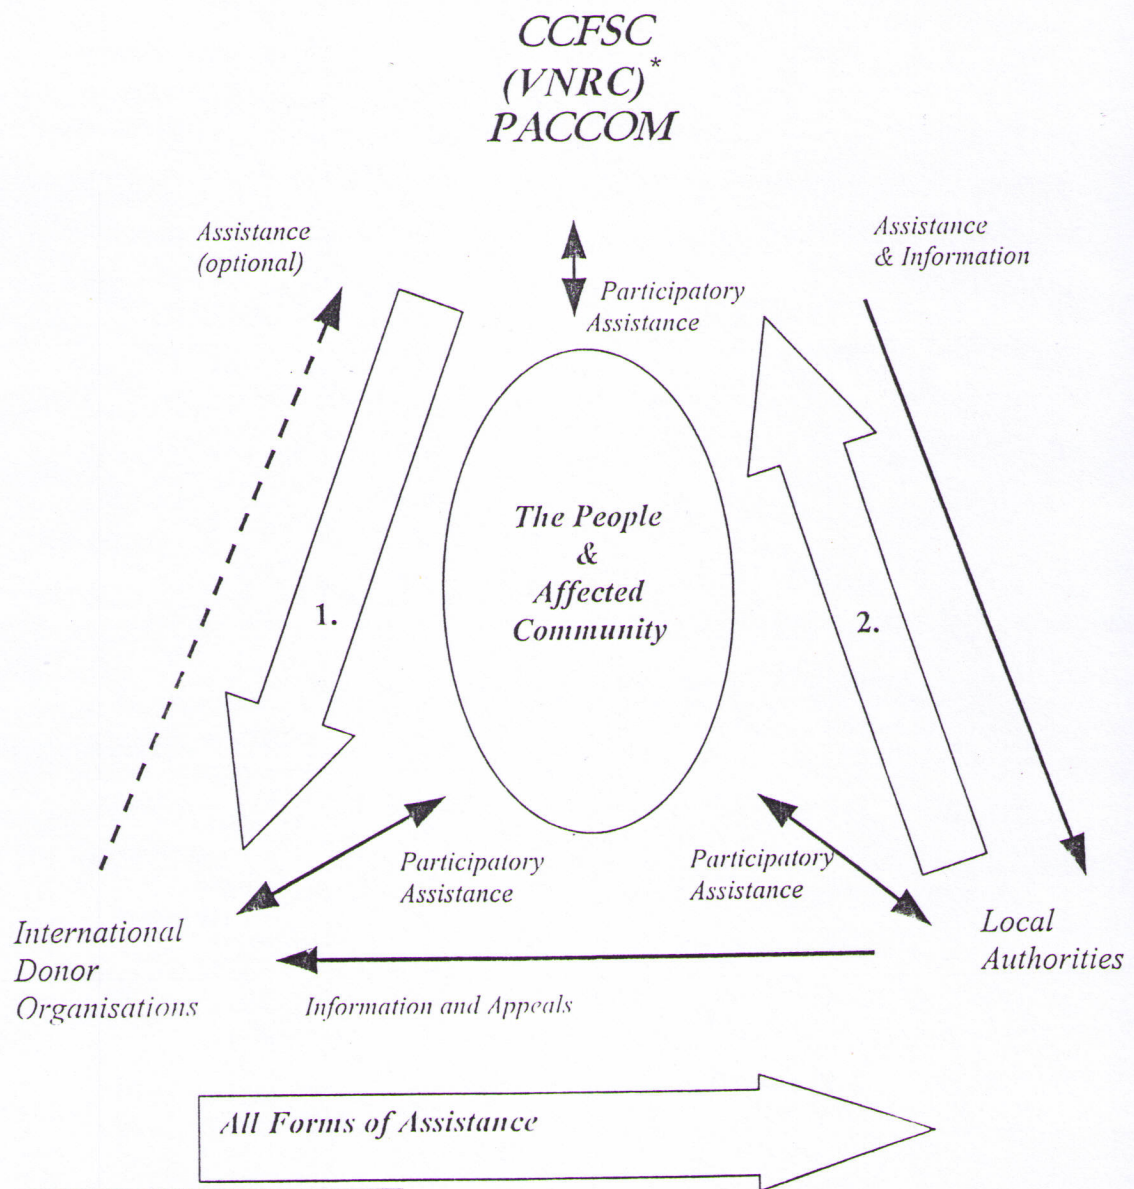 CCFSC
(VNRC)*
PACCOM
Assistance
(optional)
Assistance
& Information
Participatory
Assistance
The People
&
Affected
Community
1.
2.
Participatory
Assistance
Participatory
Assistance
International
Donor
Organisations
Local
Authorities
Information and Appeals
All Forms of Assistance